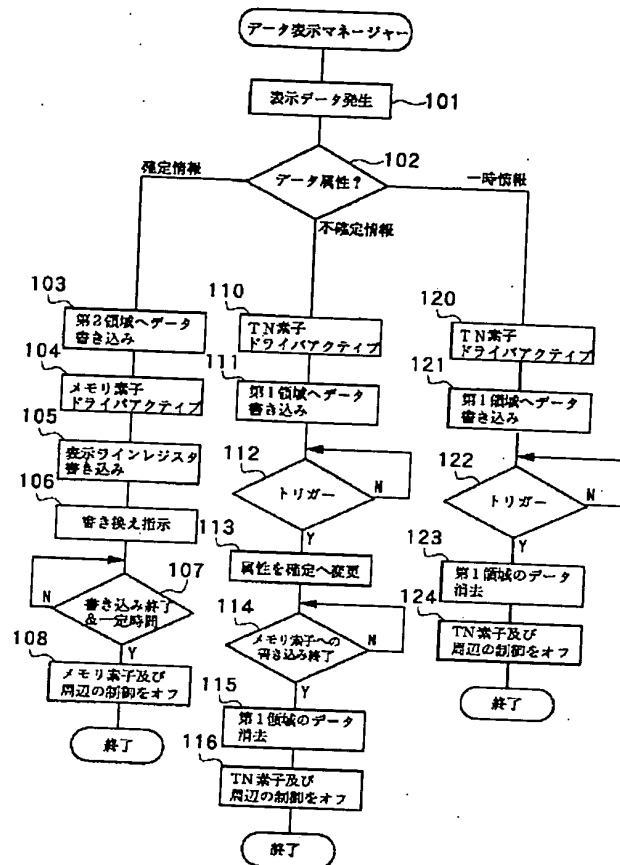 データ表示マネージャー
表示データ発生
101
102
データ属性？
確定情報
不確定情報
一時情報
103
第2領域へデータ
書き込み
104
メモリ素子
ドライバアクティブ
105
表示ラインレジスタ
書き込み
106
書き換え指示
107
書き込み終了
&一定時間
N
Y
108
メモリ素子及び
周辺の制御をオフ
終了
110
TN素子
ドライバアクティブ
111
第1領域へデータ
書き込み
112
トリガー
N
Y
113
属性を確定へ変更
114
メモリ素子への
書き込み終了
N
Y
115
第1領域のデータ
消去
116
TN素子及び
周辺の制御をオフ
終了
120
TN素子
ドライバアクティブ
121
第1領域へデータ
書き込み
122
トリガー
N
Y
123
第1領域のデータ
消去
124
TN素子及び
周辺の制御をオフ
終了